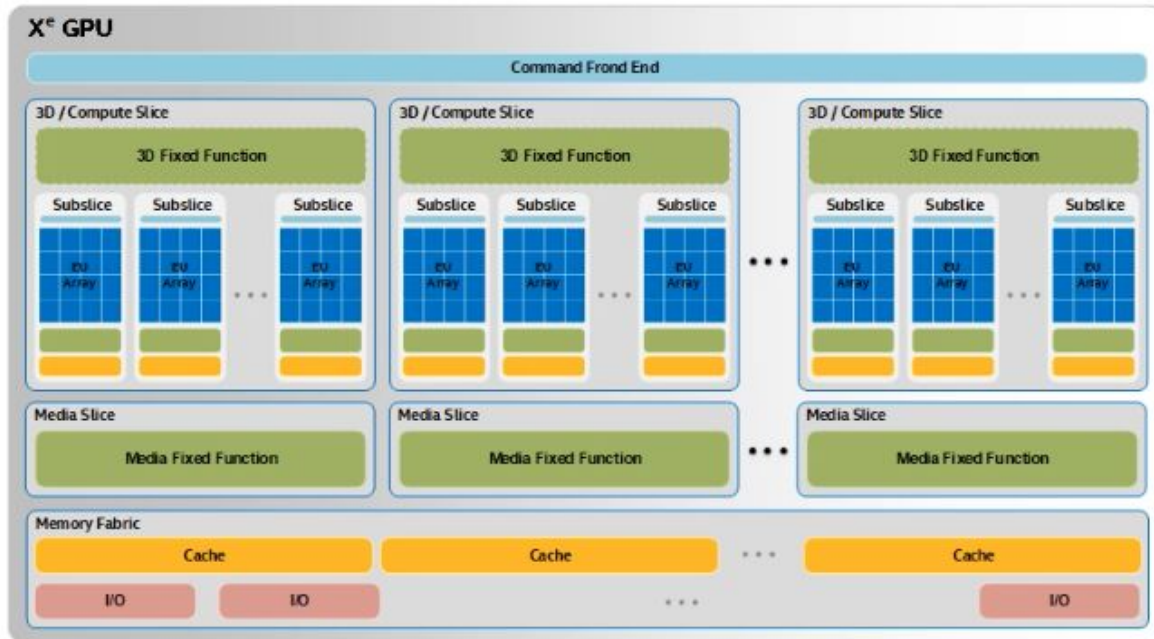 Xᵉ GPU
Command Frond End
3D / Compute Slice 3D / Compute Slice 3D / Compute Slice
3D Fixed Function 3D Fixed Function 3D Fixed Function
Subslice Subslice Subslice Subslice Subslice Subslice Subslice Subslice Subslice
EU EU EU EU EU EU EU EU EU
Array Array Array Array Array Array Array Array Array
Media Slice Media Slice Media Slice
Media Fixed Function Media Fixed Function Media Fixed Function
Memory Fabric
Cache Cache Cache
I/O I/O I/O